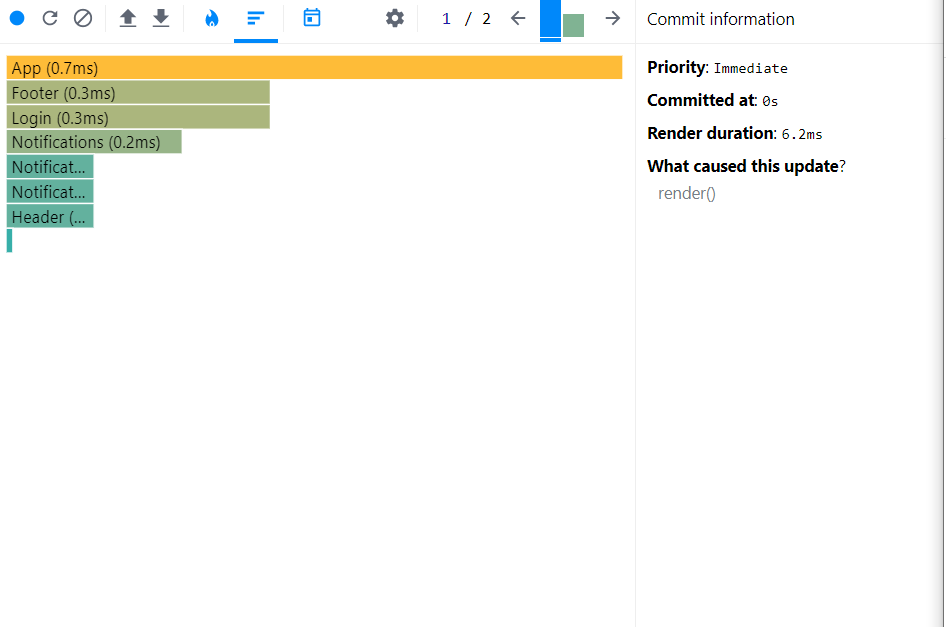 1 / 2
App (0.7ms)
Footer (0.3ms)
Login (0.3ms)
Notifications (0.2ms)
Notificat...
Notificat...
Header (...
Commit information
Priority: Immediate
Committed at: 0s
Render duration: 6.2ms
What caused this update?
render()